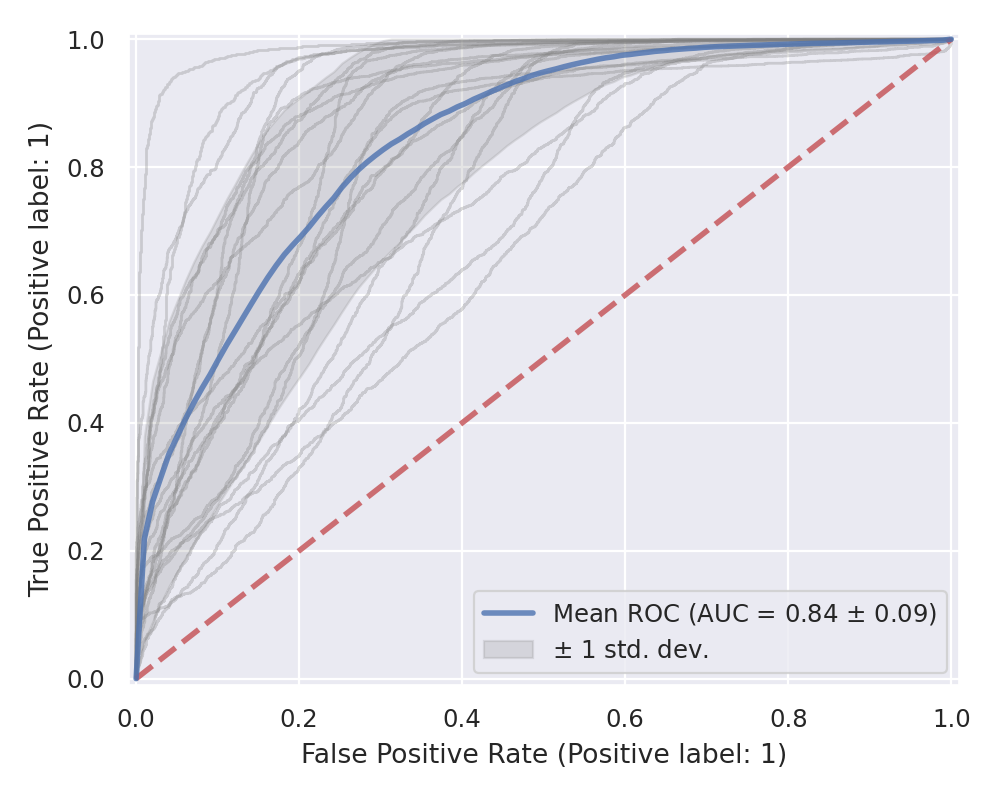 1.0
0.8
0.6
0.4
0.2
0.0
True Positive Rate (Positive label: 1)
Mean ROC (AUC = 0.84 ± 0.09)
± 1 std. dev.
0.0 0.2 0.4 0.6 0.8 1.0
False Positive Rate (Positive label: 1)